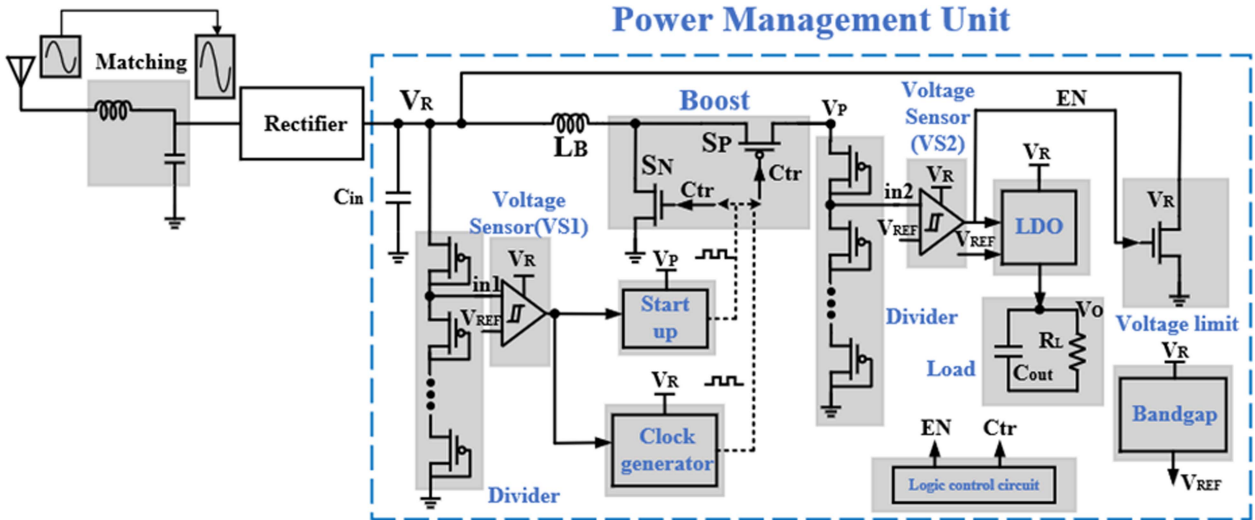 Power Management Unit
Matching
Rectifier
VR
Cin
LB
Boost
SN
SP
Ctr
Ctr
VP
Voltage
Sensor
(VS2)
EN
VR
in2
VREF
VREF
VR
LDO
VR
Voltage
Sensor(VS1)
VR
in1
VREF
VP
Start
up
VR
Clock
generator
Divider
Divider
VO
RL
Cout
Load
Voltage limit
VR
Bandgap
VREF
EN
Ctr
Logic control circuit